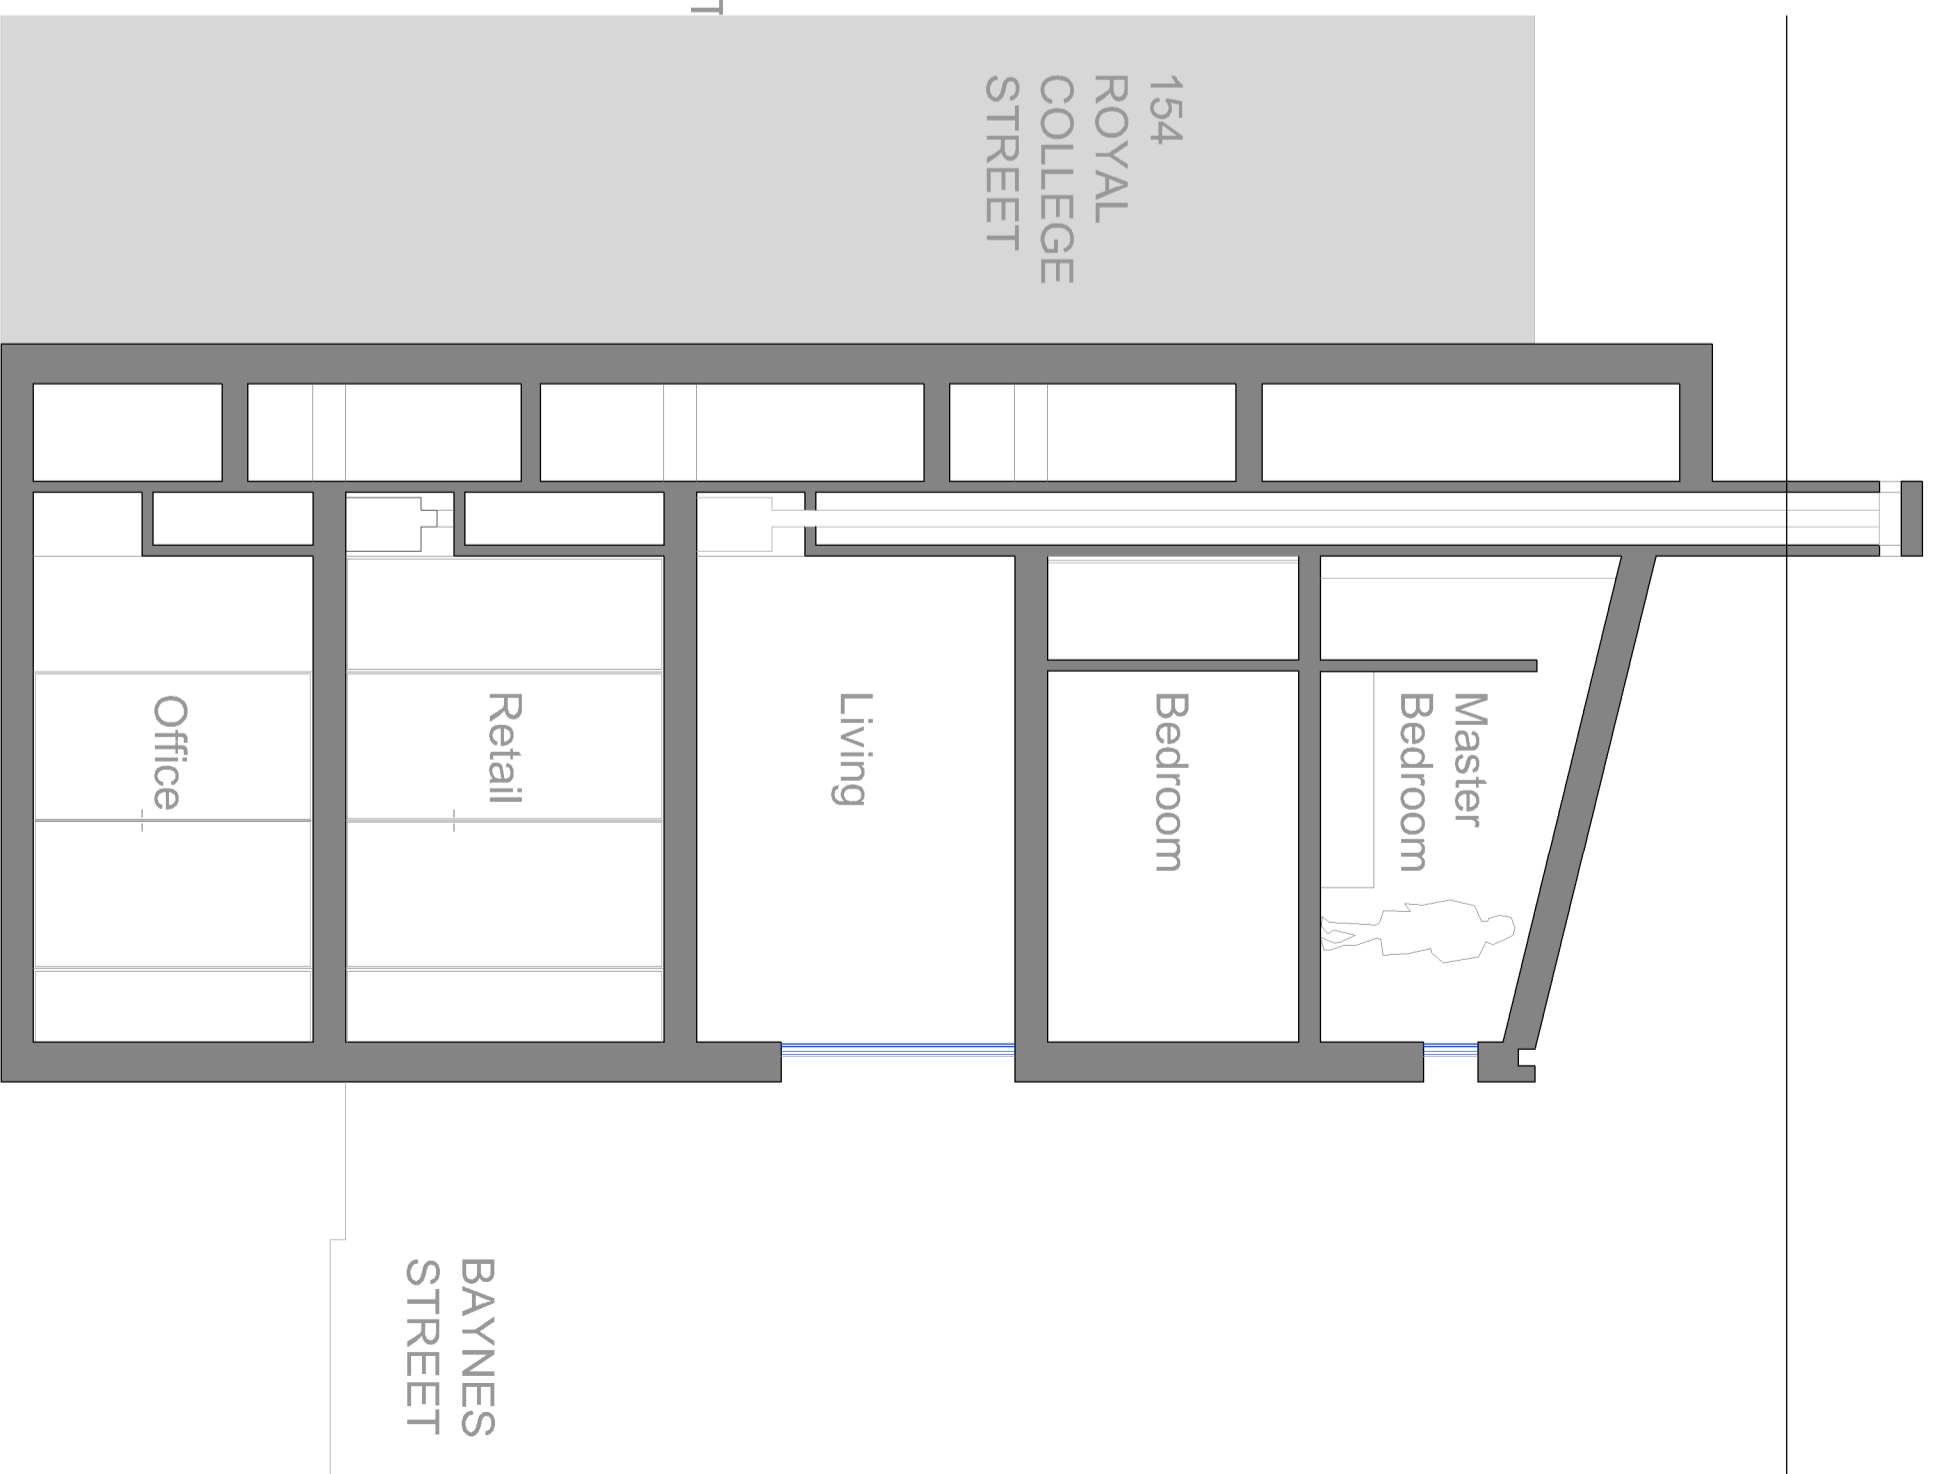 154
ROYAL
COLLEGE
STREET
Master
Bedroom
Bedroom
Living
Retail
Office
BAYNES
STREET